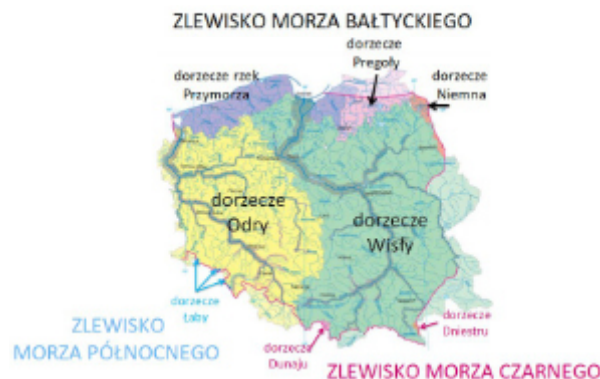 ZLEWISKO MORZA BAŁTYCKIEGO
dorzecze
Pregoły
dorzecze rzek
Przymorza
dorzecze
Niemna
dorzecze
Odry
dorzecze
Wisły
dorzecze
Łaby
ZLEWISKO
MORZA PÓŁNOCNEGO
dorzecze
Dunaju
dorzecze
Dniestru
ZLEWISKO MORZA CZARNEGO